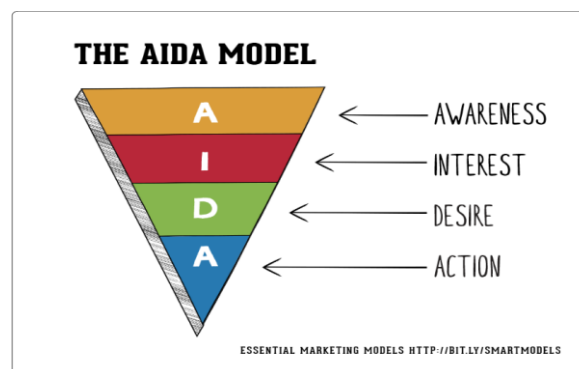 THE AIDA MODEL
A AWARENESS
I INTEREST
D DESIRE
A ACTION
ESSENTIAL MARKETING MODELS HTTP://BIT.LY/SMARTMODELS